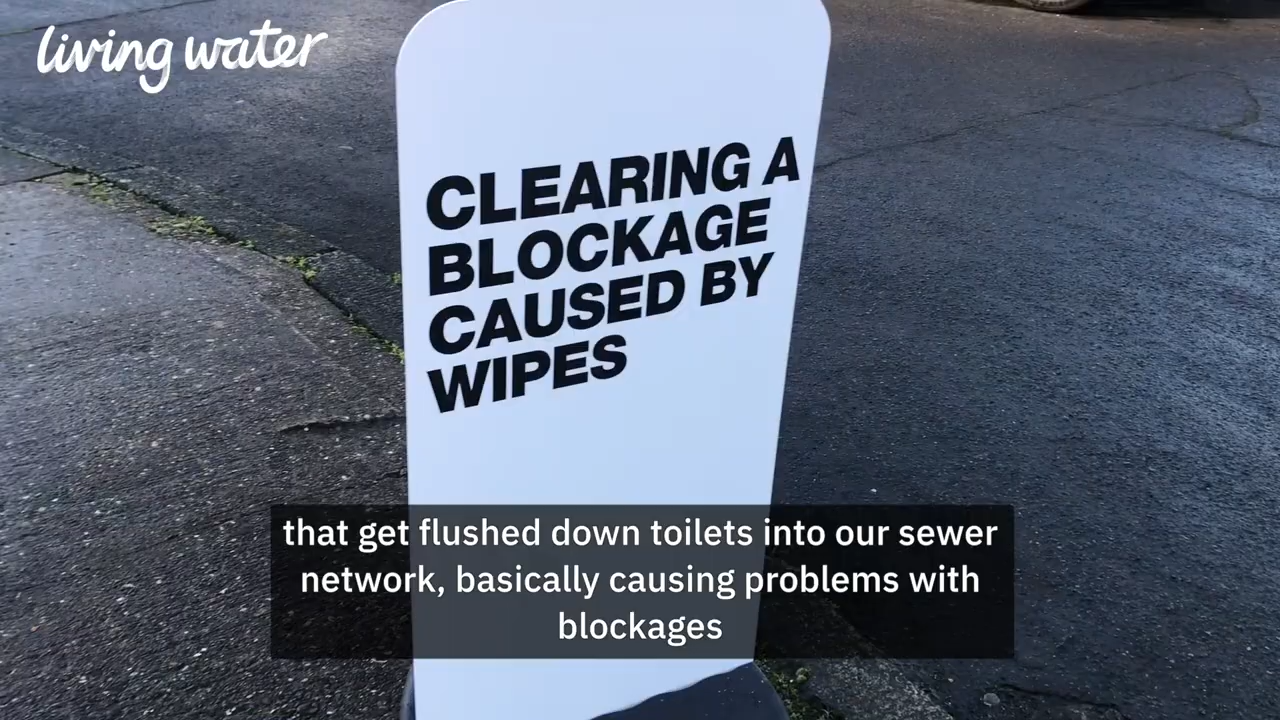 living water
CLEARING A
BLOCKAGE
CAUSED BY
WIPES
that get flushed down toilets into our sewer
network, basically causing problems with
blockages